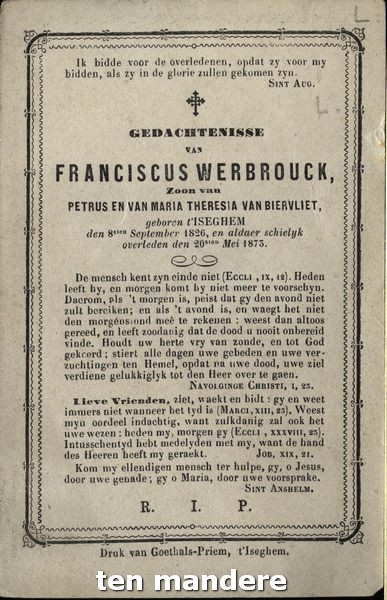 Ik bidde voor de overledenen, opdat zy voor my
bidden, als zy in de glorie zullen gekomen zyn.
Sint Aug.
L
L.
GEDACHTENISSE
VAN
FRANCISCUS WERBROUCK,
Zoon van
PETRUS EN VAN MARIA THERESIA VAN BIERVLIET,
geboren t'ISEGHEM
den 8sten September 1826, en aldaer schielyk
overleden den 20sten Mei 1873.
De mensch kent zyn einde niet (Eccli, ix, 12). Heden
leeft hy, en morgen komt hy niet meer te voorschyn.
Daerom, als 't morgen is, peist dat gy den avond niet
zult bereiken; en als 't avond is, en waegt het niet
den morgenstond meê te rekenen : weest dan altoos
gereed, en leeft zoodanig dat de dood u nooit onbereid
vinde. Houdt uw herte vry van zonde, en tot God
gekeerd; stiert alle dagen uwe gebeden en uwe ver-
zuchtingen ten Hemel, opdat na uwe dood, uwe ziel
verdiene gelukkiglyk tot den Heer over te gaen.
Navolginge Christi, 1, 23.
Lieve Vrienden, ziet, waekt en bidt : gy en weet
immers niet wanneer het tyd is (Marci, xiii, 23). Weest
myn oordeel indachtig, want zulkdanig zal ook het
uwe wezen : heden my, morgen gy (Eccli, xxxviii, 23).
Intusschentyd hebt medelyden met my, want de hand
des Heeren heeft my geraekt. Job, xix, 21.
Kom my ellendigen mensch ter hulpe, gy, o Jesus,
door uwe genade; gy o Maria, door uwe voorsprake.
Sint Anshelm.
R. I. P.
Druk van Goethals-Priem, t'Iseghem.
ten mandere